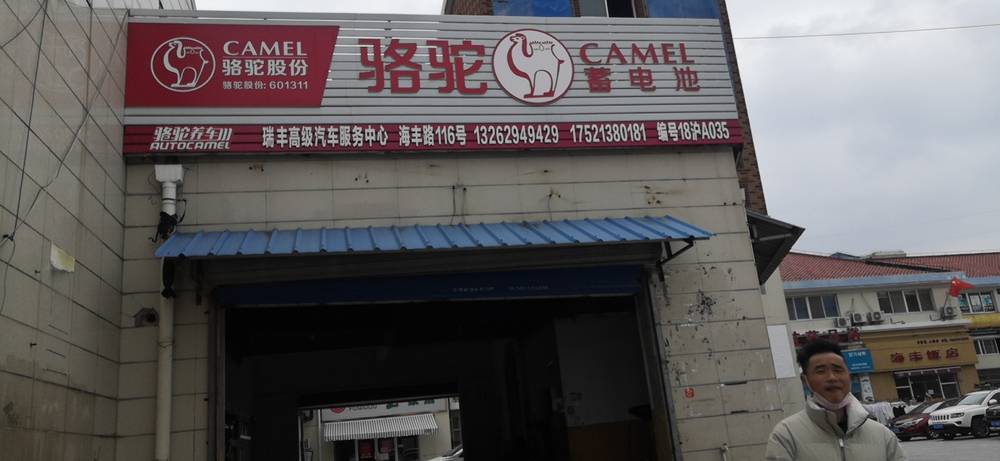 CAMEL
骆驼股份
骆驼股份: 601311
骆驼
CAMEL
蓄电池
骆驼养车
AUTOCAMEL
瑞丰高级汽车服务中心 海丰路116号 13262949429 17521380181 编号18沪A035
海丰饭店